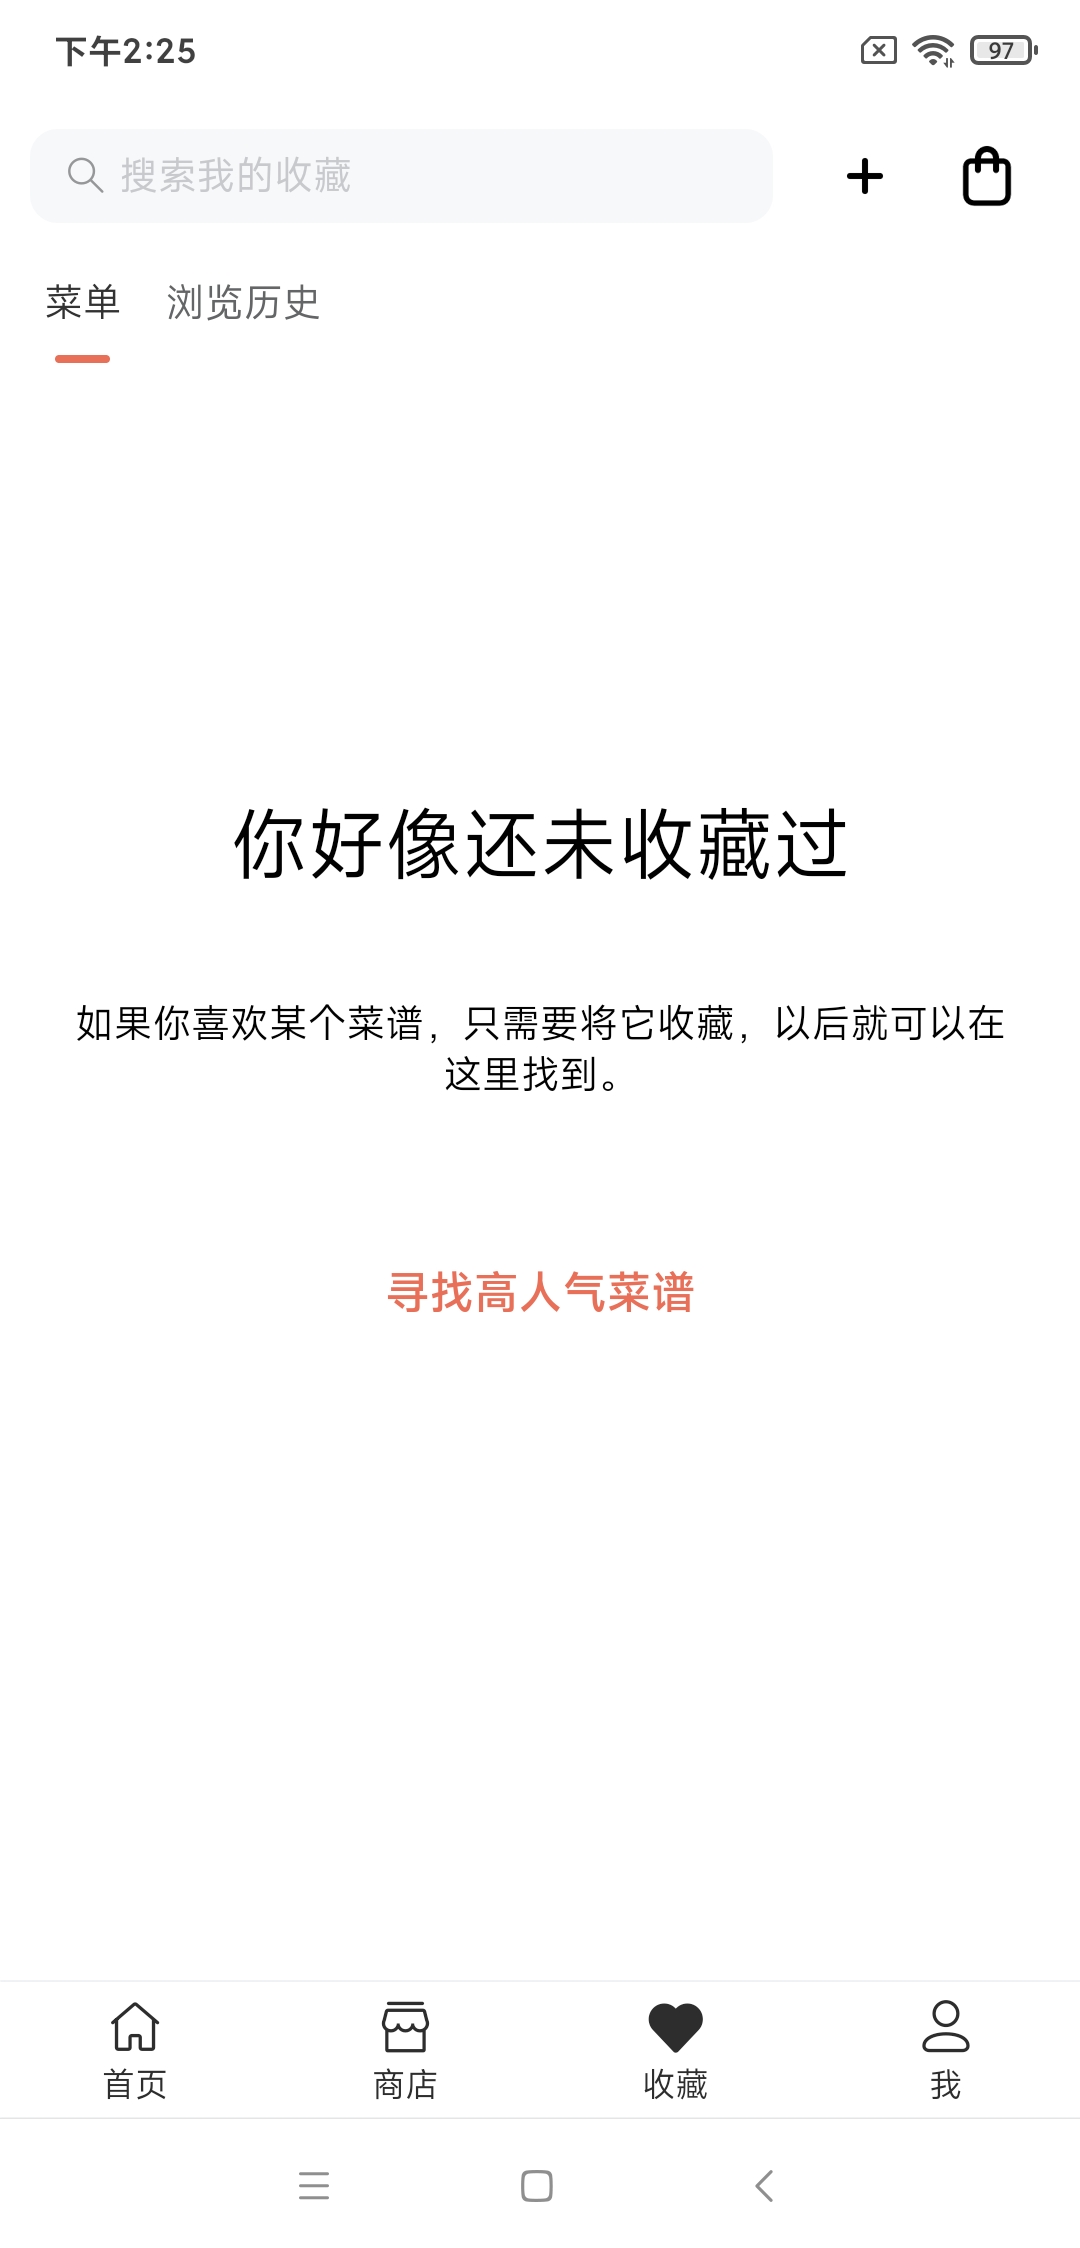 下午2:25
97
搜索我的收藏
菜单
浏览历史
你好像还未收藏过
如果你喜欢某个菜谱，只需要将它收藏，以后就可以在
这里找到。
寻找高人气菜谱
首页
商店
收藏
我